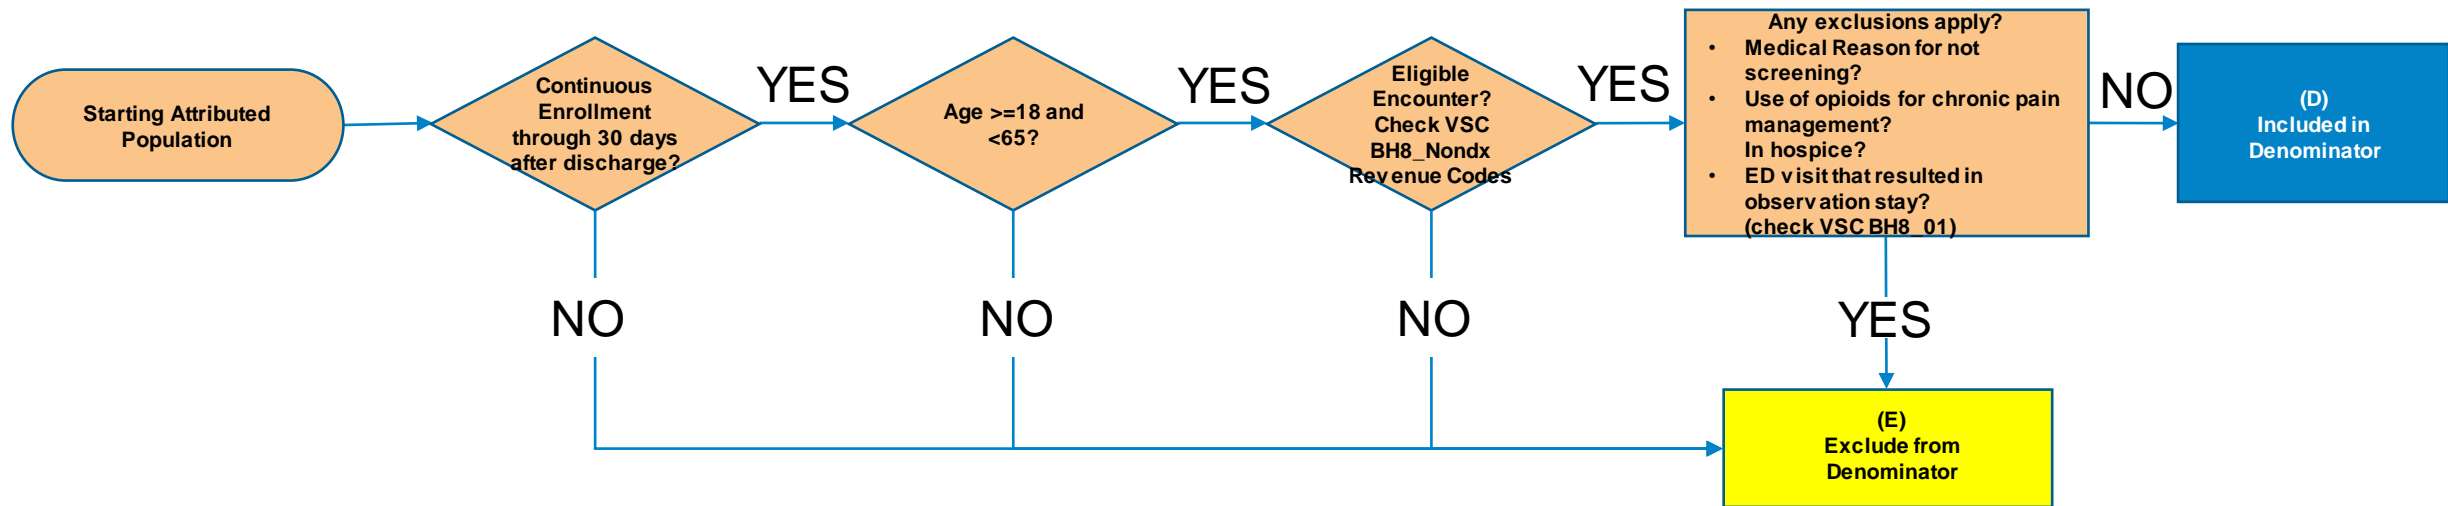 Starting Attributed
Population
Continuous
Enrollment
through 30 days
after discharge?
YES
Age >=18 and
<65?
YES
Eligible
Encounter?
Check VSC
BH8_Nondx
Revenue Codes
YES
Any exclusions apply?
• Medical Reason for not
screening?
• Use of opioids for chronic pain
management?
In hospice?
• ED visit that resulted in
observation stay?
(check VSC BH8_01)
NO
(D)
Included in
Denominator
NO
NO
NO
YES
(E)
Exclude from
Denominator